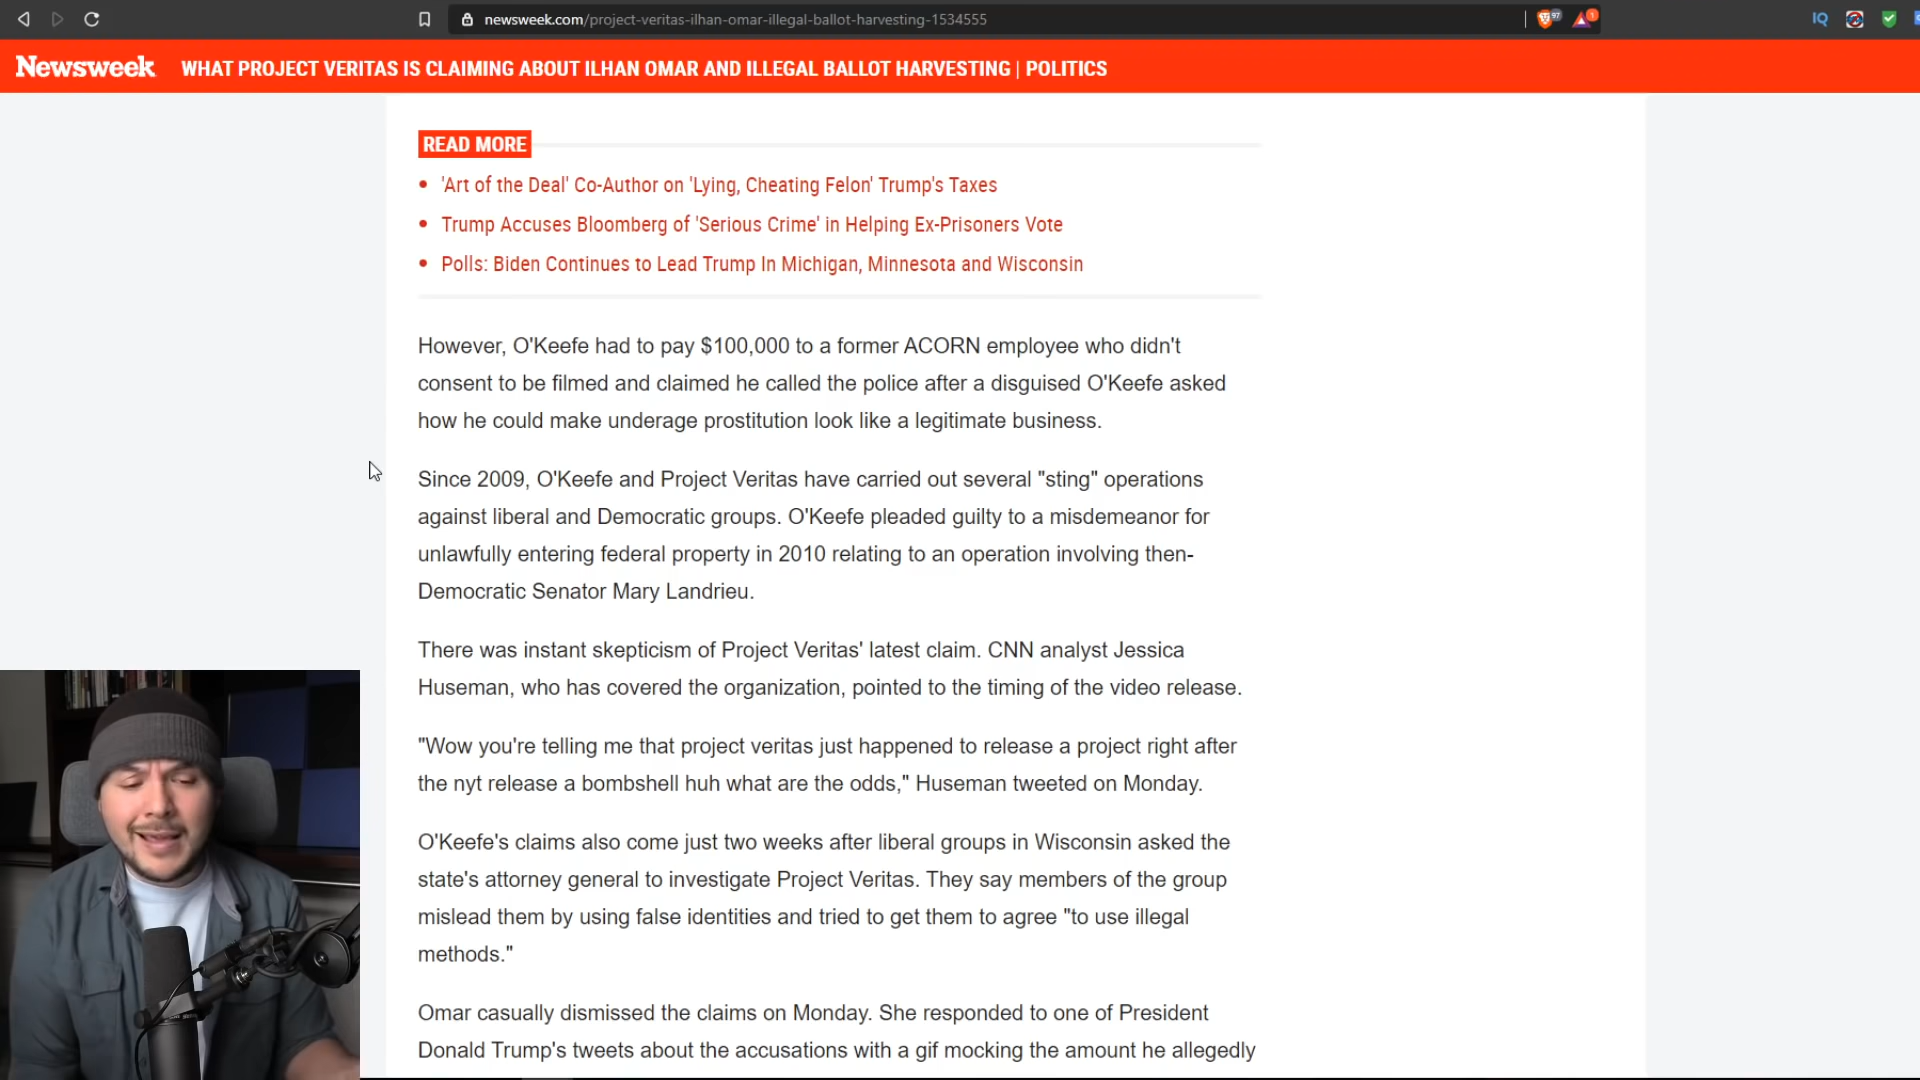 newsweek.com/project-veritas-ilhan-omar-illegal-ballot-harvesting-1534555
97
1
IQ
Newsweek WHAT PROJECT VERITAS IS CLAIMING ABOUT ILHAN OMAR AND ILLEGAL BALLOT HARVESTING | POLITICS
READ MORE
• 'Art of the Deal' Co-Author on 'Lying, Cheating Felon' Trump's Taxes
• Trump Accuses Bloomberg of 'Serious Crime' in Helping Ex-Prisoners Vote
• Polls: Biden Continues to Lead Trump In Michigan, Minnesota and Wisconsin
However, O'Keefe had to pay $100,000 to a former ACORN employee who didn't
consent to be filmed and claimed he called the police after a disguised O'Keefe asked
how he could make underage prostitution look like a legitimate business.
Since 2009, O'Keefe and Project Veritas have carried out several "sting" operations
against liberal and Democratic groups. O'Keefe pleaded guilty to a misdemeanor for
unlawfully entering federal property in 2010 relating to an operation involving then-
Democratic Senator Mary Landrieu.
There was instant skepticism of Project Veritas' latest claim. CNN analyst Jessica
Huseman, who has covered the organization, pointed to the timing of the video release.
"Wow you're telling me that project veritas just happened to release a project right after
the nyt release a bombshell huh what are the odds," Huseman tweeted on Monday.
O'Keefe's claims also come just two weeks after liberal groups in Wisconsin asked the
state's attorney general to investigate Project Veritas. They say members of the group
mislead them by using false identities and tried to get them to agree "to use illegal
methods."
Omar casually dismissed the claims on Monday. She responded to one of President
Donald Trump's tweets about the accusations with a gif mocking the amount he allegedly